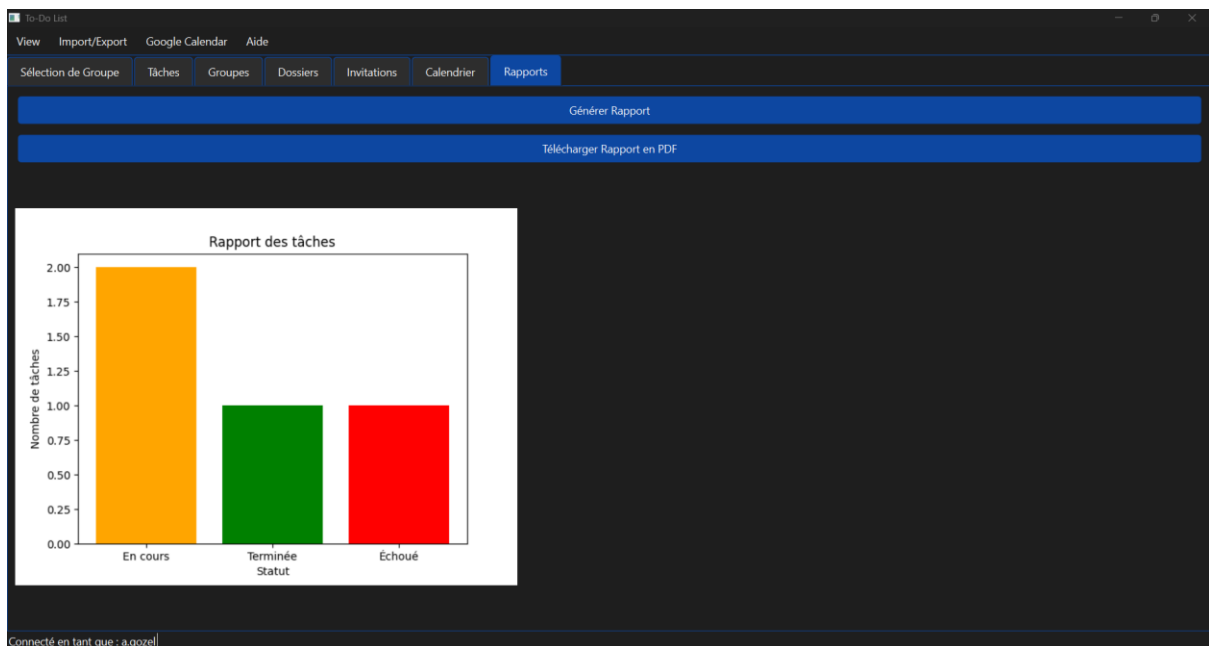 To-Do List
View Import/Export Google Calendar Aide
Sélection de Groupe Tâches Groupes Dossiers Invitations Calendrier Rapports
Générer Rapport
Télécharger Rapport en PDF
Rapport des tâches
2.00
1.75
1.50
1.25
1.00
0.75
0.50
0.25
0.00
Nombre de tâches
En cours Terminée Échoué
Statut
Connecté en tant que : a.gozel